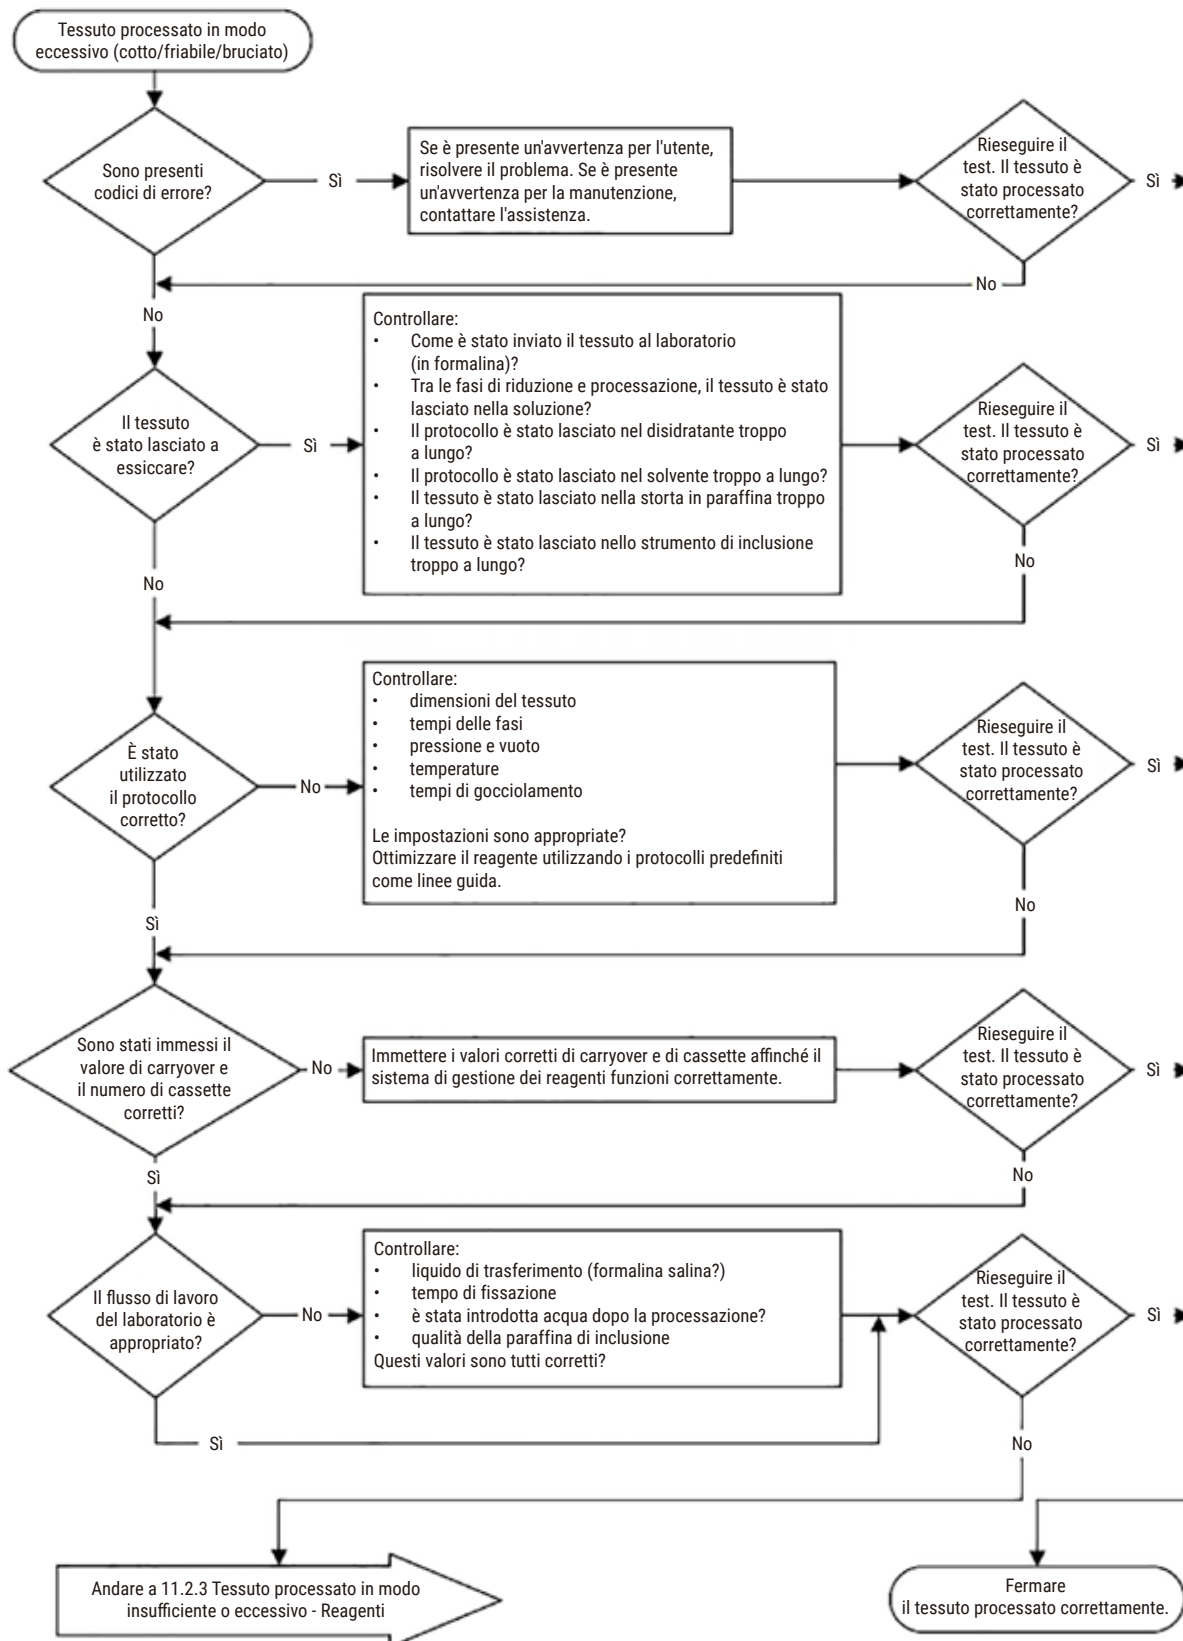 Tessuto processato in modo
eccessivo (cotto/friabile/bruciato)
Sono presenti
codici di errore?
Sì
Se è presente un'avvertenza per l'utente,
risolvere il problema. Se è presente
un'avvertenza per la manutenzione,
contattare l'assistenza.
Rieseguire il
test. Il tessuto è
stato processato
correttamente?
Sì
No
No
Il tessuto
è stato lasciato a
essiccare?
Sì
Controllare:
• Come è stato inviato il tessuto al laboratorio
(in formalina)?
• Tra le fasi di riduzione e processazione, il tessuto è stato
lasciato nella soluzione?
• Il protocollo è stato lasciato nel disidratante troppo
a lungo?
• Il protocollo è stato lasciato nel solvente troppo a lungo?
• Il tessuto è stato lasciato nella storta in paraffina troppo
a lungo?
• Il tessuto è stato lasciato nello strumento di inclusione
troppo a lungo?
Rieseguire il
test. Il tessuto è
stato processato
correttamente?
Sì
No
No
È stato
utilizzato
il protocollo
corretto?
No
Controllare:
• dimensioni del tessuto
• tempi delle fasi
• pressione e vuoto
• temperature
• tempi di gocciolamento
Le impostazioni sono appropriate?
Ottimizzare il reagente utilizzando i protocolli predefiniti
come linee guida.
Rieseguire il
test. Il tessuto è
stato processato
correttamente?
Sì
No
Sì
Sono stati immessi il
valore di carryover e
il numero di cassette
corretti?
No
Immettere i valori corretti di carryover e di cassette affinché il
sistema di gestione dei reagenti funzioni correttamente.
Rieseguire il
test. Il tessuto è
stato processato
correttamente?
Sì
No
Sì
Il flusso di lavoro
del laboratorio è
appropriato?
No
Controllare:
• liquido di trasferimento (formalina salina?)
• tempo di fissazione
• è stata introdotta acqua dopo la processazione?
• qualità della paraffina di inclusione
Questi valori sono tutti corretti?
Rieseguire il
test. Il tessuto è
stato processato
correttamente?
Sì
Sì
No
Andare a 11.2.3 Tessuto processato in modo
insufficiente o eccessivo - Reagenti
Fermare
il tessuto processato correttamente.